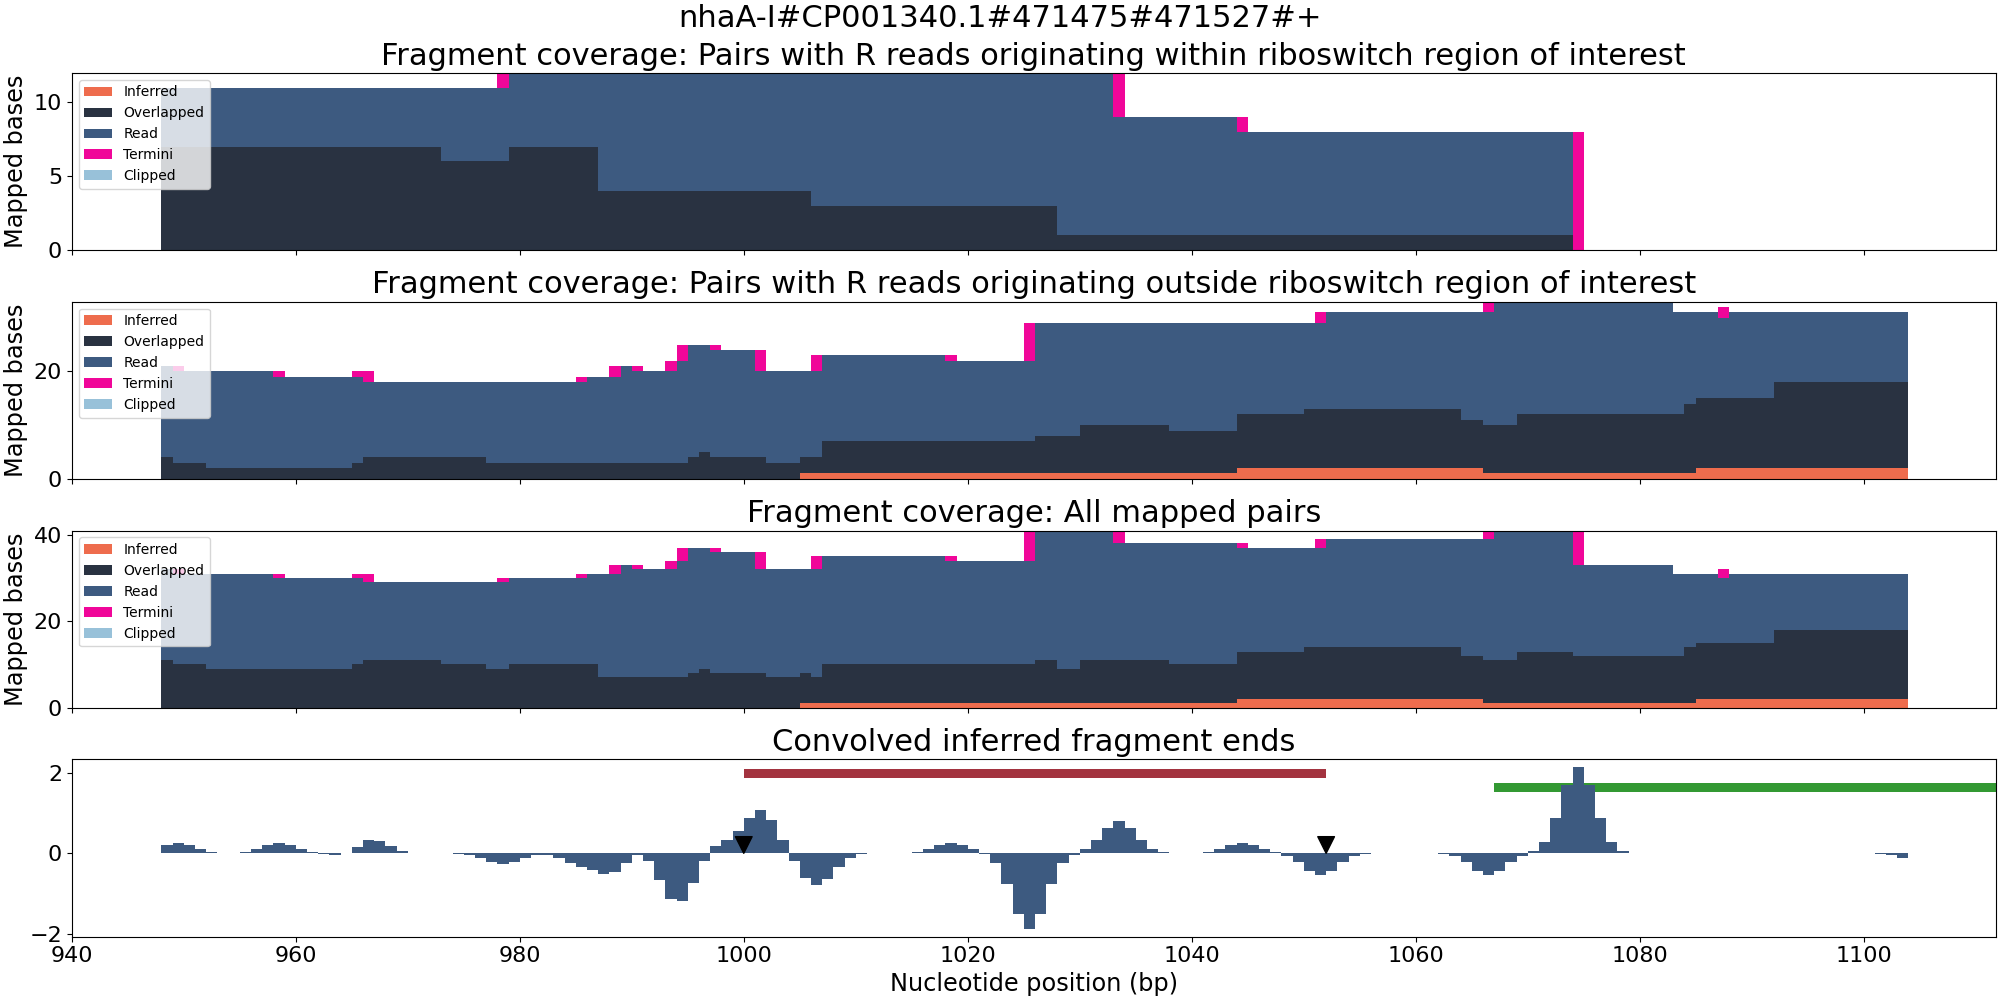 nhaA-I#CP001340.1#471475#471527#+
Fragment coverage: Pairs with R reads originating within riboswitch region of interest
Mapped bases
10
5
0
Inferred
Overlapped
Read
Termini
Clipped
Fragment coverage: Pairs with R reads originating outside riboswitch region of interest
Mapped bases
20
0
Inferred
Overlapped
Read
Termini
Clipped
Fragment coverage: All mapped pairs
Mapped bases
40
20
0
Inferred
Overlapped
Read
Termini
Clipped
Convolved inferred fragment ends
2
0
−2
940 960 980 1000 1020 1040 1060 1080 1100
Nucleotide position (bp)